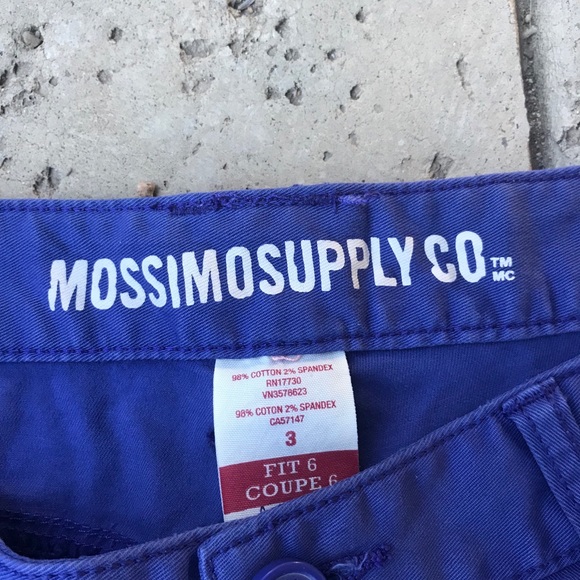 MOSSIMOSUPPLY CO TM MC
98% COTTON 2% SPANDEX
RN17730
VN3578623
98% COTON 2% SPANDEX
CA57147
3
FIT 6
COUPE 6